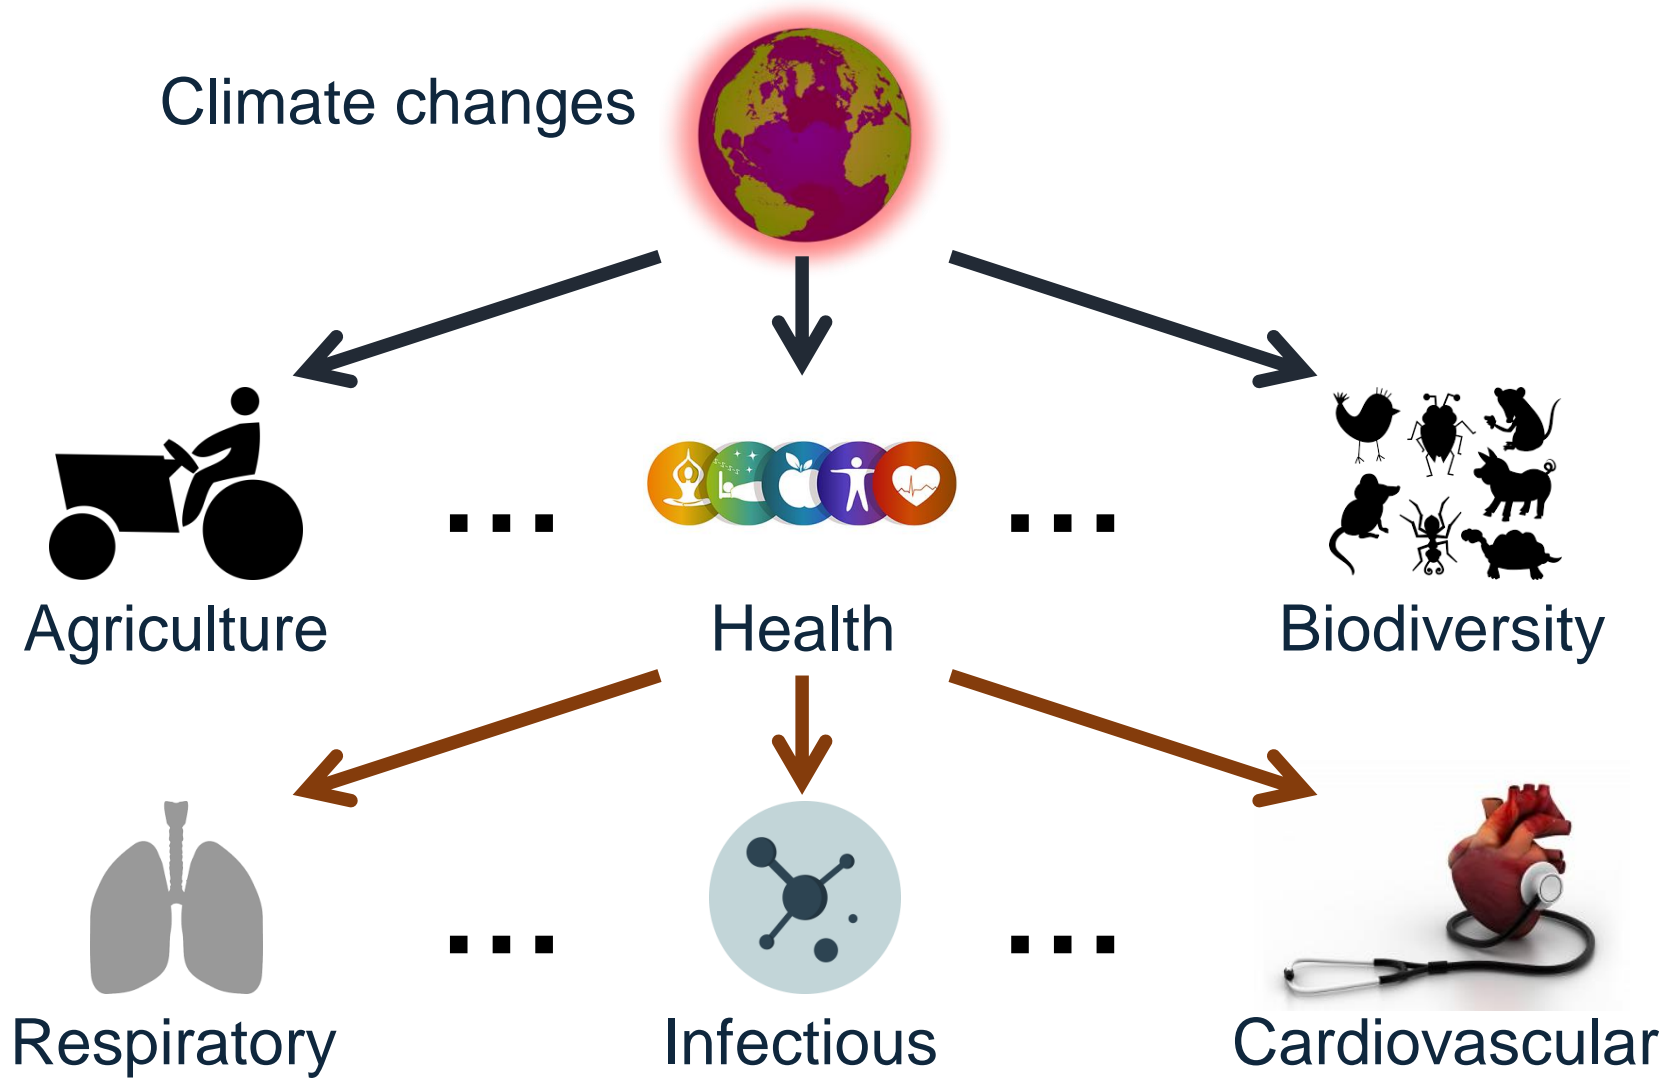 Climate changes
... ...
Agriculture Health Biodiversity
... ...
Respiratory Infectious Cardiovascular